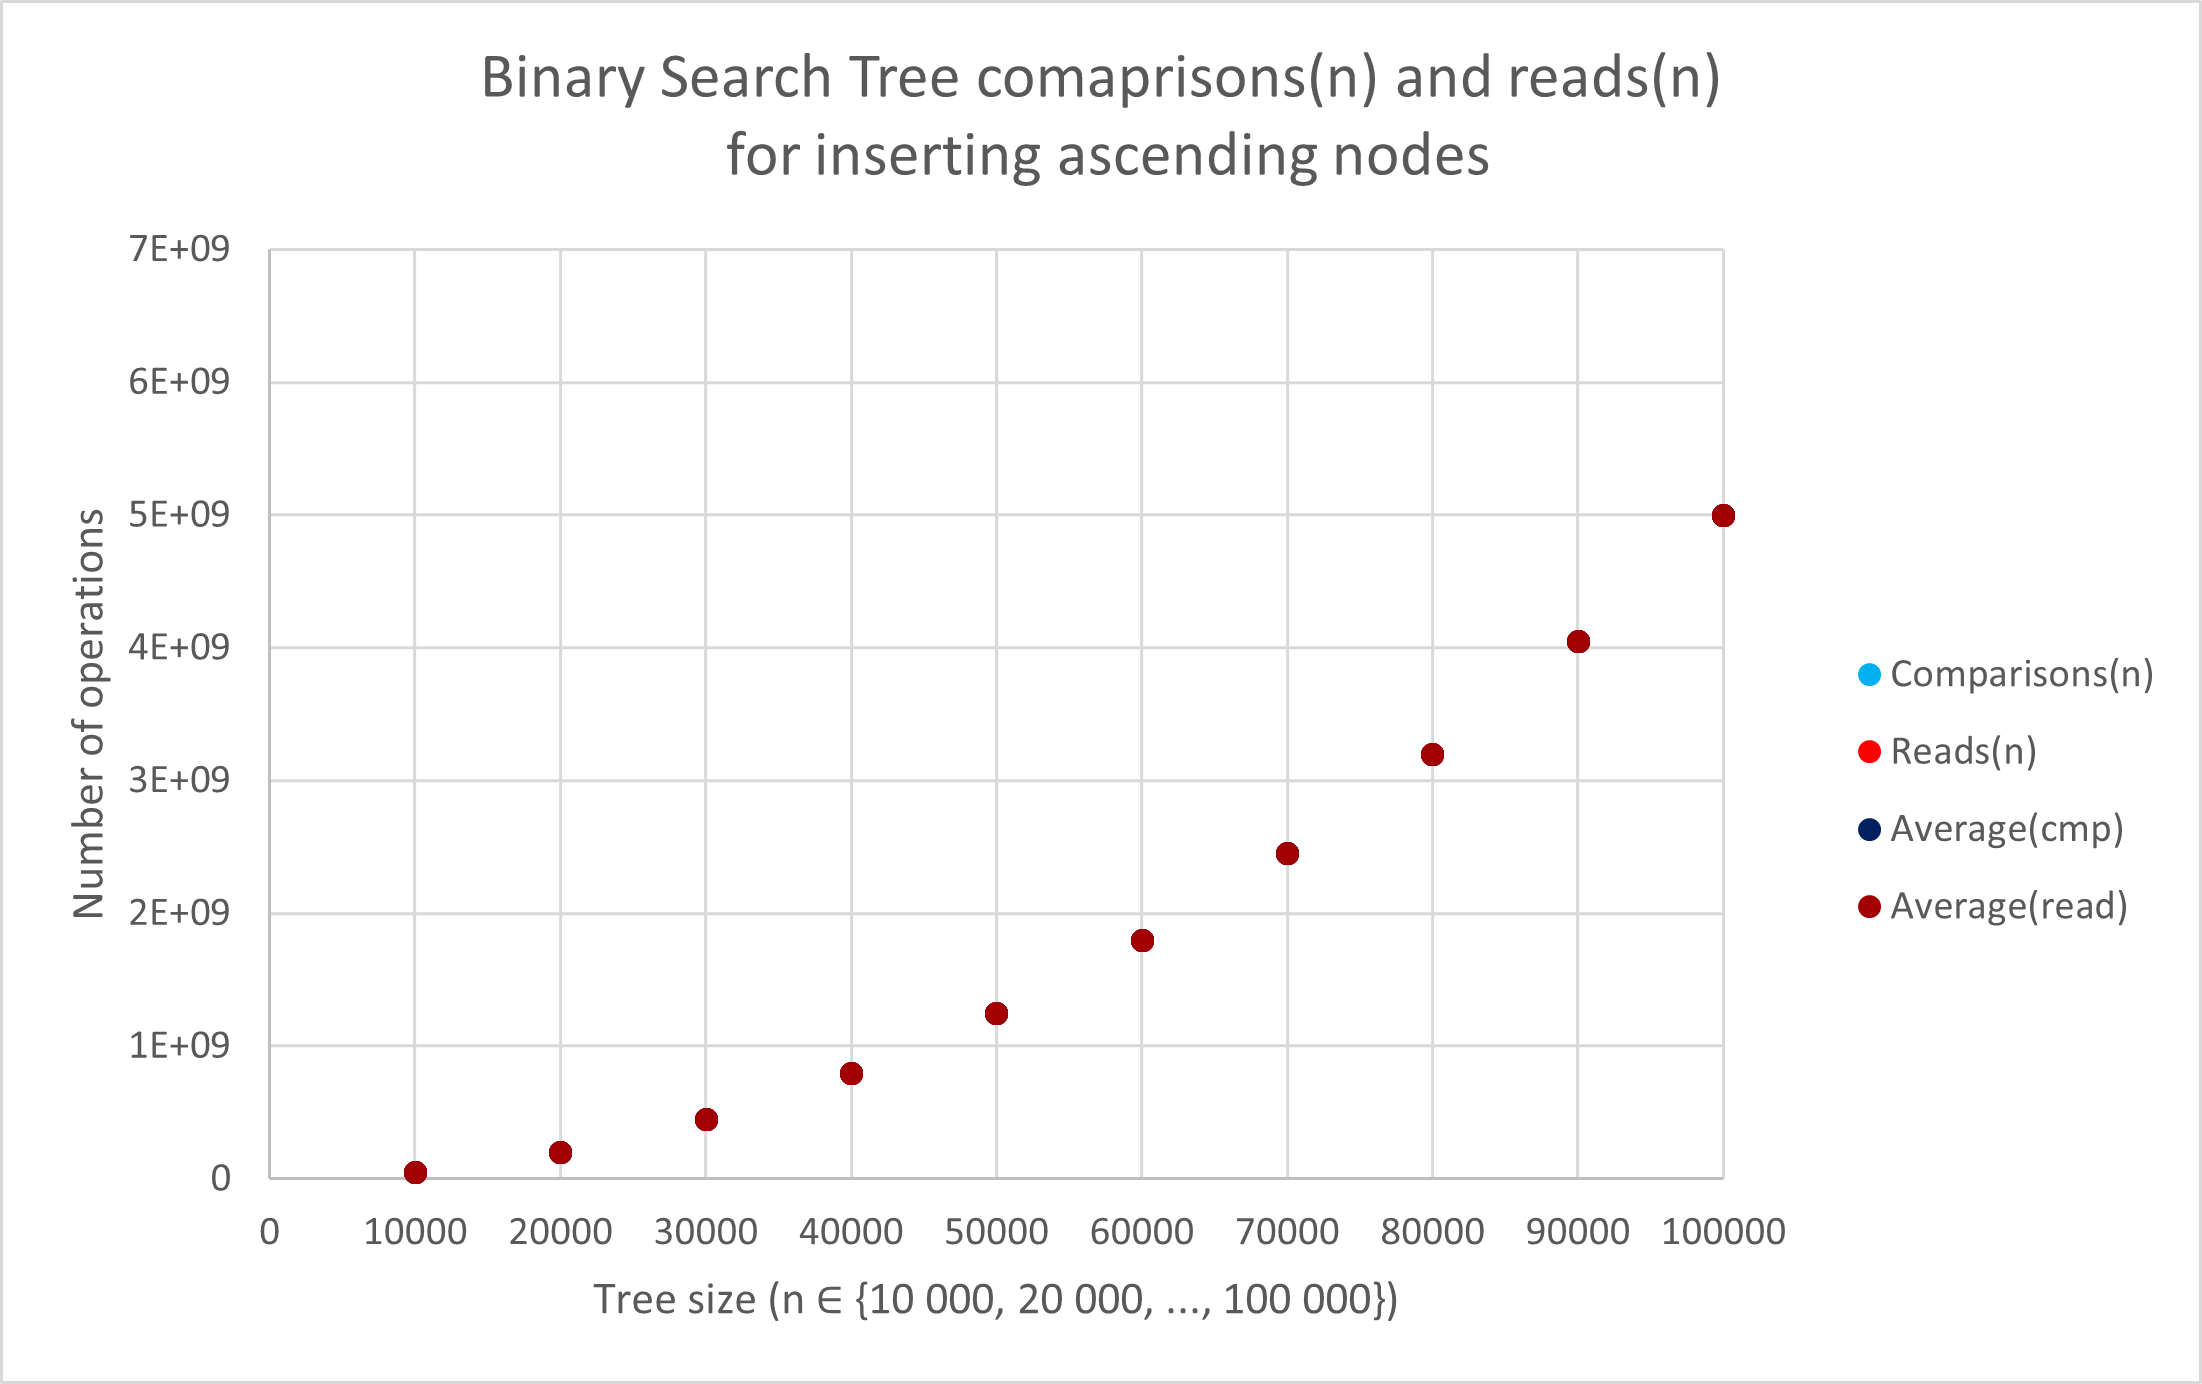 Binary Search Tree comaprisons(n) and reads(n)
for inserting ascending nodes
7E+09
6E+09
5E+09
4E+09
3E+09
2E+09
1E+09
0
Number of operations
0 10000 20000 30000 40000 50000 60000 70000 80000 90000 100000
Tree size (n ∈ {10 000, 20 000, ..., 100 000})
Comparisons(n)
Reads(n)
Average(cmp)
Average(read)